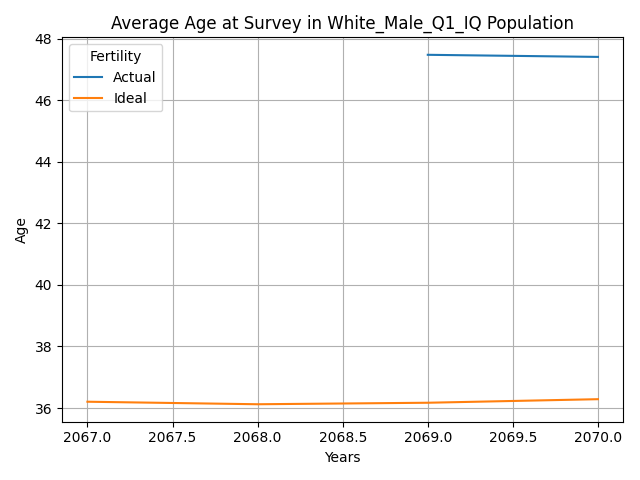 Average Age at Survey in White_Male_Q1_IQ Population
48
46
44
42
40
38
36
Age
Fertility
Actual
Ideal
2067.0 2067.5 2068.0 2068.5 2069.0 2069.5 2070.0
Years